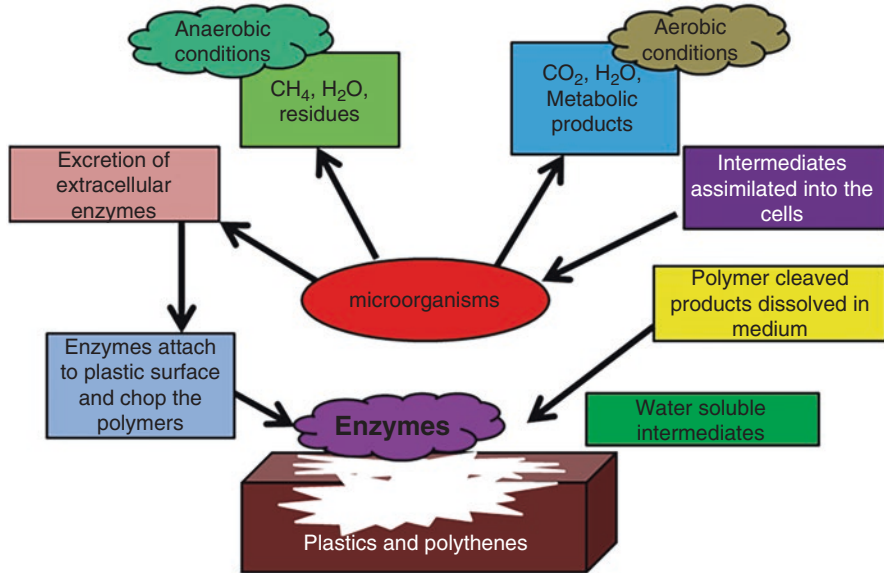 Anaerobic
conditions
CH₄, H₂O,
residues
Aerobic
conditions
CO₂, H₂O,
Metabolic
products
Excretion of
extracellular
enzymes
Intermediates
assimilated into the
cells
microorganisms
Polymer cleaved
products dissolved in
medium
Enzymes attach
to plastic surface
and chop the
polymers
Enzymes
Water soluble
intermediates
Plastics and polythenes